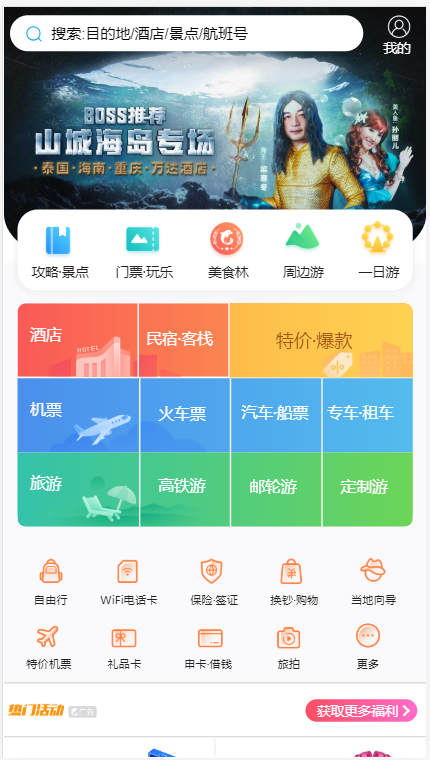 搜索:目的地/酒店/景点/航班号
我的
BOSS推荐
山城海岛专场
·泰国·海南·重庆·万达酒店·
美人鱼:孙丽儿
攻略·景点
门票·玩乐
美食林
周边游
一日游
酒店
民宿·客栈
特价·爆款
HOTEL
机票
火车票
汽车·船票
专车·租车
旅游
高铁游
邮轮游
定制游
自由行
WiFi电话卡
保险·签证
换钞·购物
当地向导
特价机票
礼品卡
申卡·借钱
旅拍
更多
热门活动
广告
获取更多福利